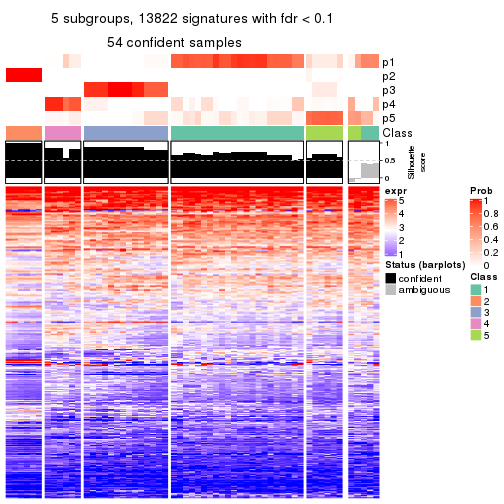 5 subgroups, 13822 signatures with fdr < 0.1
54 confident samples
p1
p2
p3
p4
p5
Class
1
0.5
0
Silhouette
score
expr
5
4
3
2
1
Status (barplots)
confident
ambiguous
Prob
1
0.8
0.6
0.4
0.2
0
Class
1
2
3
4
5